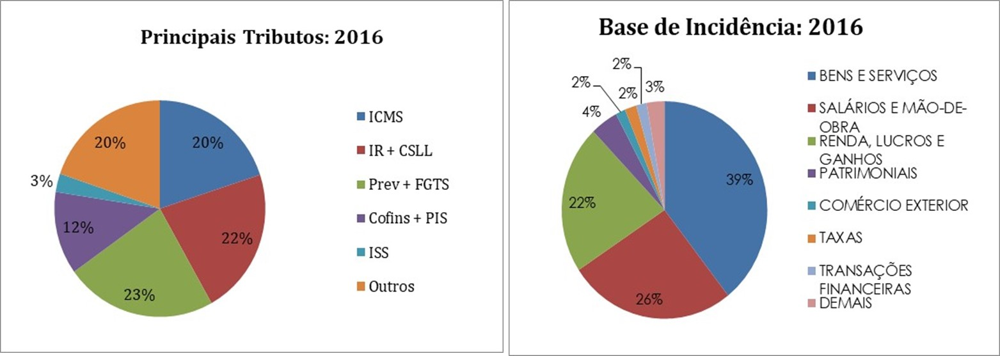 Principais Tributos: 2016
20%
20%
3%
12%
22%
23%
ICMS
IR + CSLL
Prev + FGTS
Cofins + PIS
ISS
Outros
Base de Incidência: 2016
2%
2%
2%
3%
4%
39%
22%
26%
BENS E SERVIÇOS
SALÁRIOS E MÃO-DE-
OBRA
RENDA, LUCROS E
GANHOS
PATRIMONIAIS
COMÉRCIO EXTERIOR
TAXAS
TRANSAÇÕES
FINANCEIRAS
DEMAIS